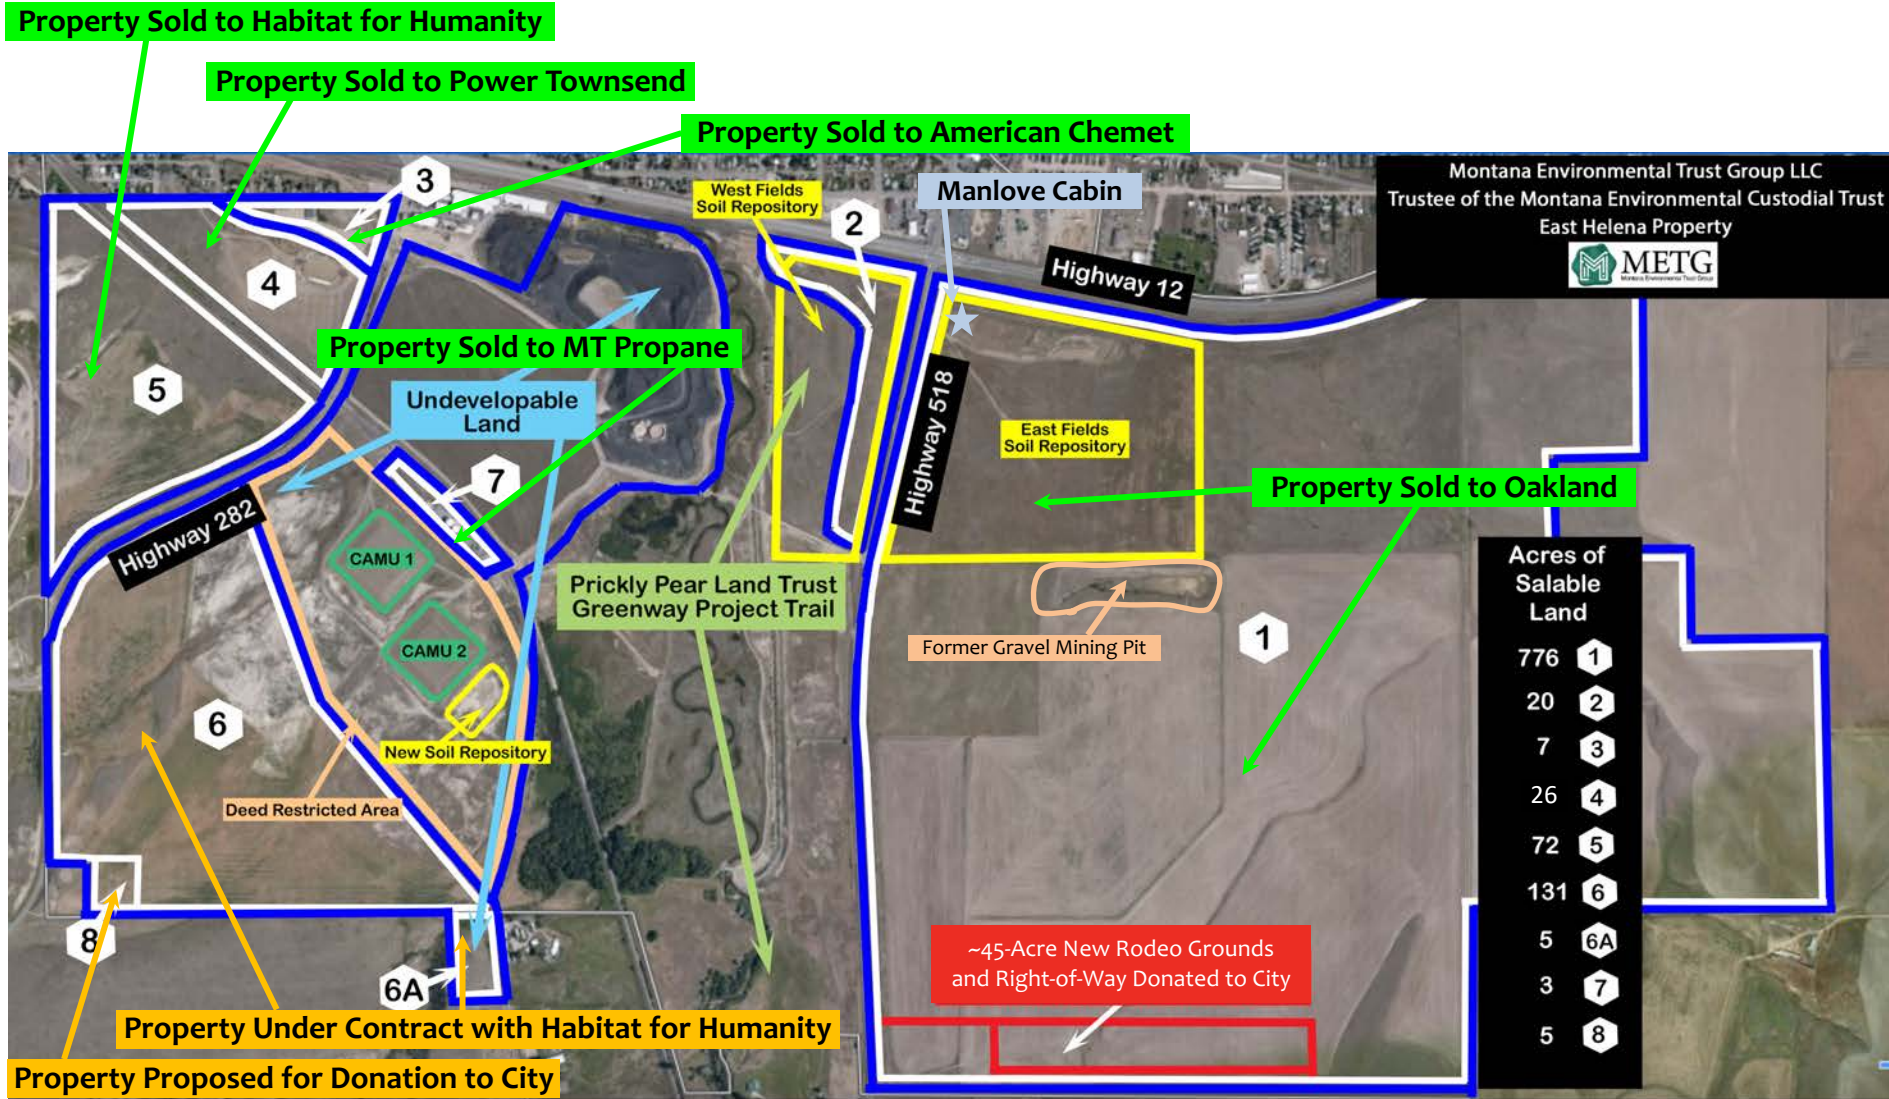 Property Sold to Habitat for Humanity
Property Sold to Power Townsend
Property Sold to American Chemet
Montana Environmental Trust Group LLC
Trustee of the Montana Environmental Custodial Trust
East Helena Property
METG
Montana Environmental Trust Group
3
West Fields
Soil Repository
Manlove Cabin
2
4
Highway 12
Property Sold to MT Propane
5
Undevelopable
Land
Highway 518
East Fields
Soil Repository
7
Property Sold to Oakland
Highway 282
CAMU 1
Prickly Pear Land Trust
Greenway Project Trail
Former Gravel Mining Pit
1
CAMU 2
6
New Soil Repository
Deed Restricted Area
Acres of
Salable
Land
776 1
20 2
7 3
26 4
72 5
131 6
5 6A
3 7
5 8
8
6A
~45-Acre New Rodeo Grounds
and Right-of-Way Donated to City
Property Under Contract with Habitat for Humanity
Property Proposed for Donation to City